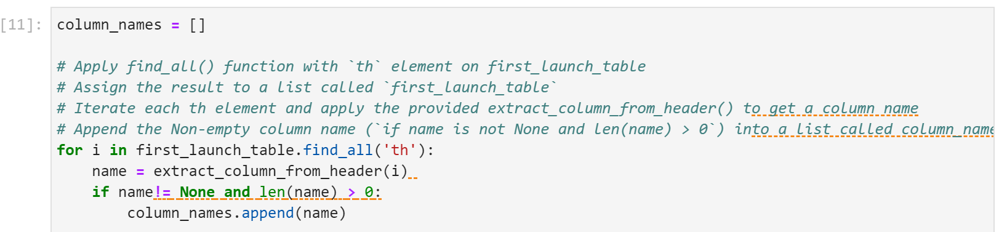 [11]: column_names = []
# Apply find_all() function with `th` element on first_launch_table
# Assign the result to a list called `first_launch_table`
# Iterate each th element and apply the provided extract_column_from_header() to get a column name
# Append the Non-empty column name (`if name is not None and len(name) > 0`) into a list called column_name
for i in first_launch_table.find_all('th'):
    name = extract_column_from_header(i)
    if name!= None and len(name) > 0:
        column_names.append(name)